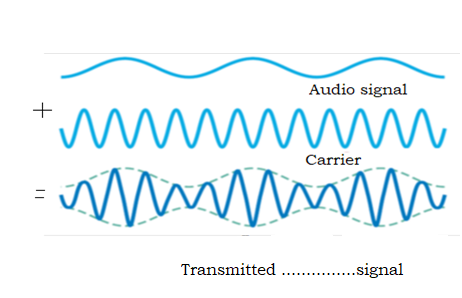 Audio signal
+
Carrier
=
Transmitted ...............signal